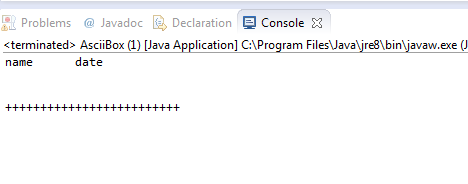 Problems @ Javadoc Declaration Console
<terminated> AsciiBox (1) [Java Application] C:\Program Files\Java\jre8\bin\javaw.exe (J
name date
+++++++++++++++++++++++++